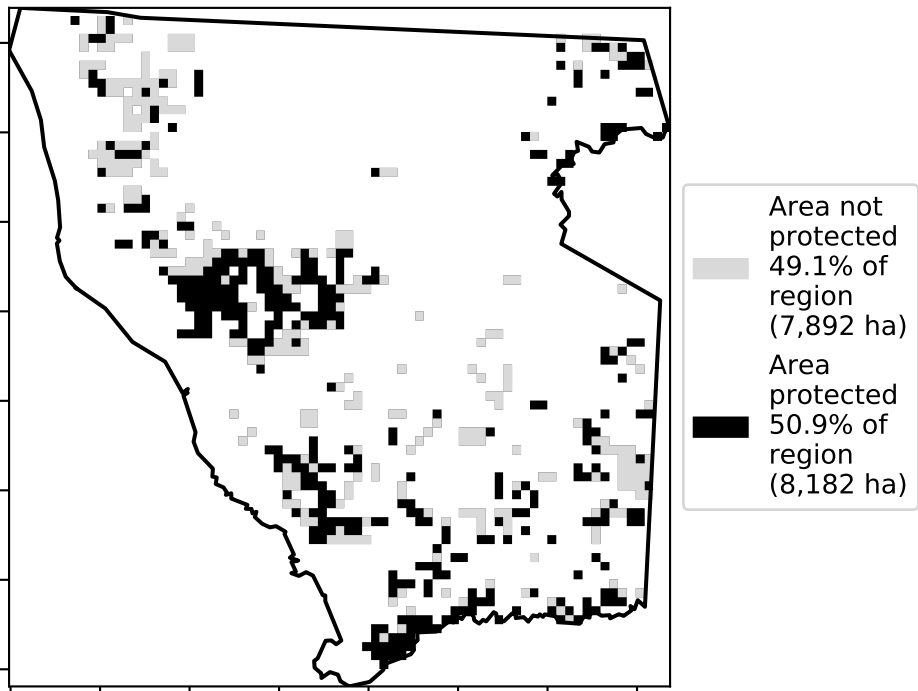 Area not
protected
49.1% of
region
(7,892 ha)
Area
protected
50.9% of
region
(8,182 ha)